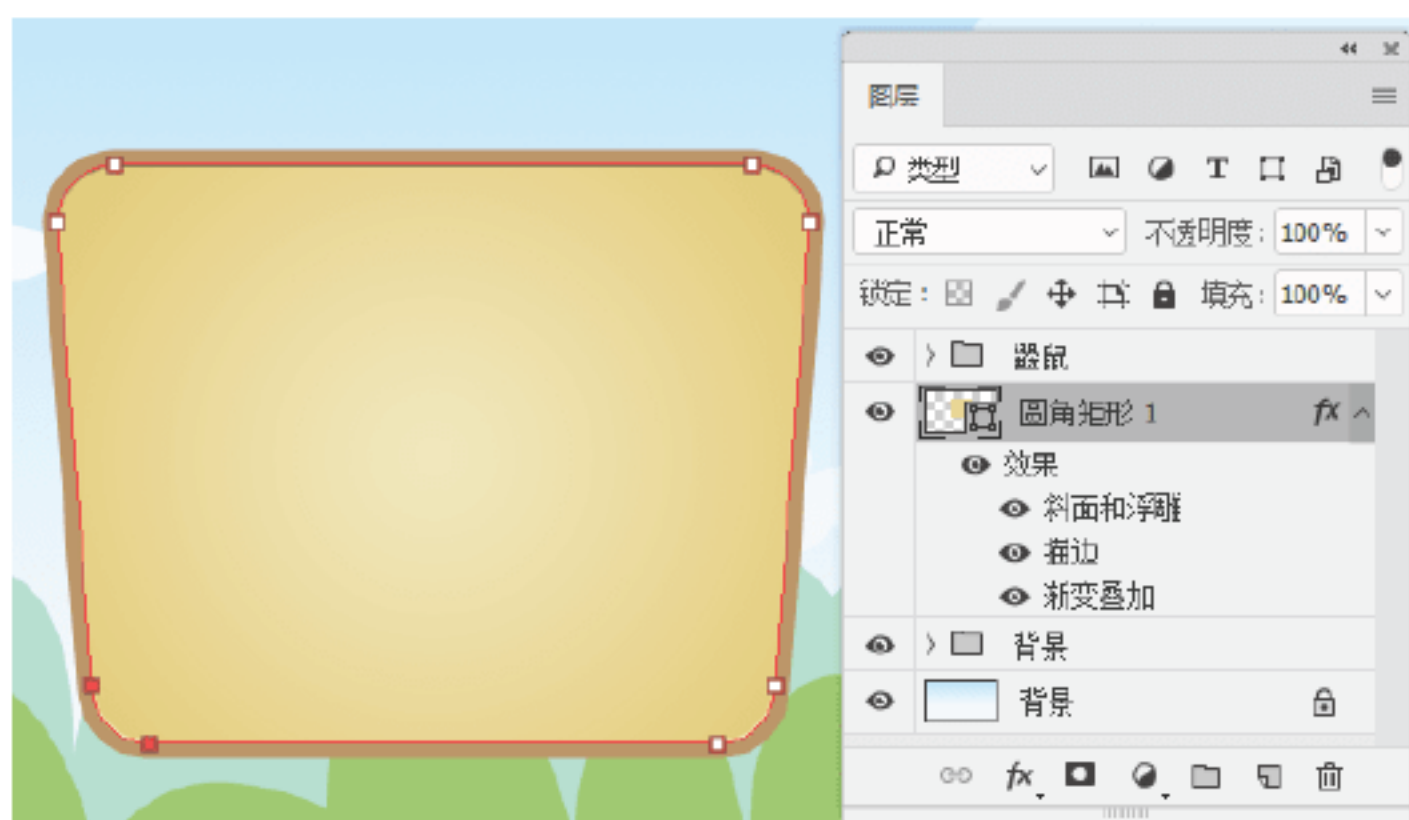 图层
类型
T
正常 不透明度: 100%
锁定: 填充: 100%
鼹鼠
圆角矩形 1 fx
效果
斜面和浮雕
描边
渐变叠加
背景
背景
fx